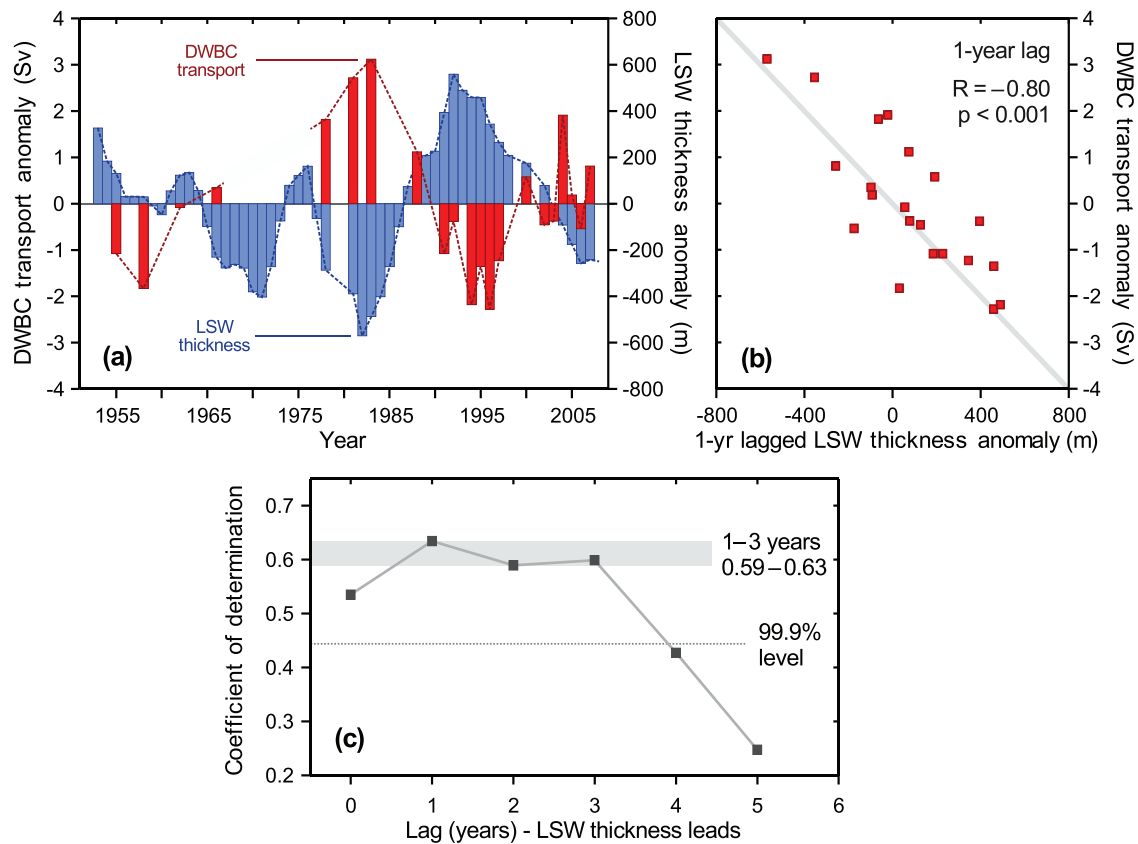 DWBC transport anomaly (Sv)
4
3
2
1
0
-1
-2
-3
-4
DWBC
transport
LSW
thickness
(a)
1955
1965
1975
1985
1995
2005
Year
800
600
400
200
0
-200
-400
-600
-800
LSW thickness anomaly (m)
1-year lag
R = −0.80
p < 0.001
(b)
4
3
2
1
0
-1
-2
-3
-4
DWBC transport anomaly (Sv)
-800
-400
0
400
800
1-yr lagged LSW thickness anomaly (m)
Coefficient of determination
0.7
0.6
0.5
0.4
0.3
0.2
1–3 years
0.59–0.63
99.9%
level
(c)
0
1
2
3
4
5
6
Lag (years) - LSW thickness leads